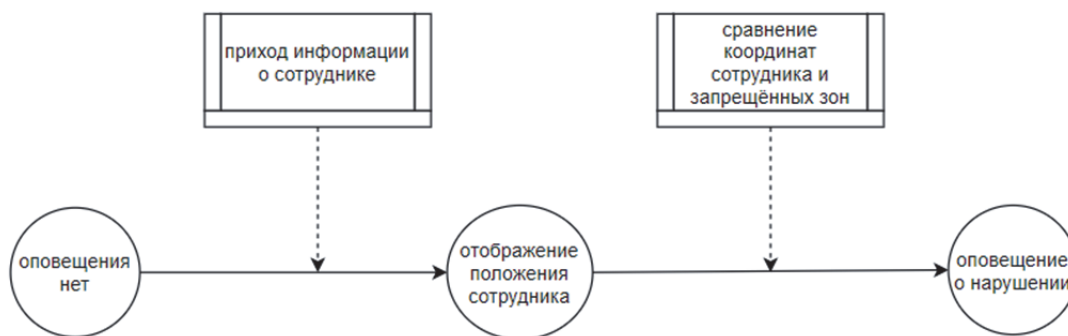 приход информации
о сотруднике
сравнение
координат
сотрудника и
запрещённых зон
оповещения
нет
отображение
положения
сотрудника
оповещение
о нарушении